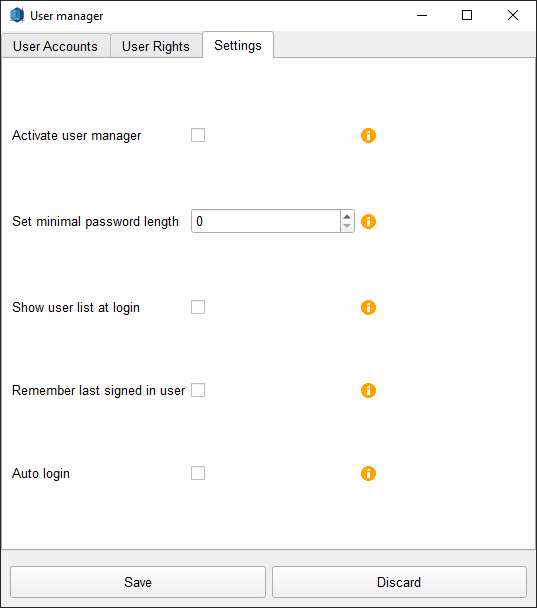 User manager
User Accounts User Rights Settings
Activate user manager
Set minimal password length 0
Show user list at login
Remember last signed in user
Auto login
Save Discard